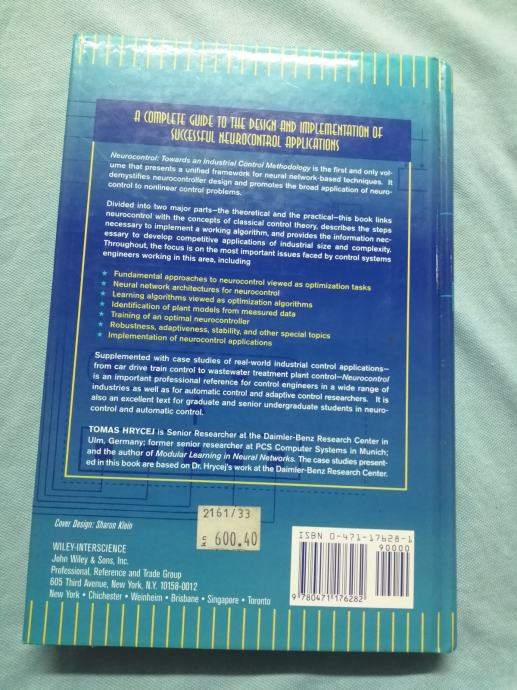 A COMPLETE GUIDE TO THE DESIGN AND IMPLEMENTATION OF
SUCCESSFUL NEUROCONTROL APPLICATIONS
Neurocontrol: Towards an Industrial Control Methodology is the first and only vol-
ume that presents a unified framework for neural network-based techniques. It
demystifies neurocontroller design and promotes the broad application of neuro-
control to nonlinear control problems.
Divided into two major parts—the theoretical and the practical—this book links
neurocontrol with the concepts of classical control theory, describes the steps
necessary to implement a working algorithm, and provides the information nec-
essary to develop competitive applications of industrial size and complexity.
Throughout, the focus is on the most important issues faced by control systems
engineers working in this area, including
★ Fundamental approaches to neurocontrol viewed as optimization tasks
★ Neural network architectures for neurocontrol
★ Learning algorithms viewed as optimization algorithms
★ Identification of plant models from measured data
★ Training of an optimal neurocontroller
★ Robustness, adaptiveness, stability, and other special topics
★ Implementation of neurocontrol applications
Supplemented with case studies of real-world industrial control applications—
from car drive train control to wastewater treatment plant control—Neurocontrol
is an important professional reference for control engineers in a wide range of
industries as well as for automatic control and adaptive control researchers. It is
also an excellent text for graduate and senior undergraduate students in neuro-
control and automatic control.
TOMAS HRYCEJ is Senior Researcher at the Daimler-Benz Research Center in
Ulm, Germany; former senior researcher at PCS Computer Systems in Munich;
and the author of Modular Learning in Neural Networks. The case studies present-
ed in this book are based on Dr. Hrycej's work at the Daimler-Benz Research Center.
2161/33
kn 600.40
Cover Design: Sharon Klein
WILEY-INTERSCIENCE
John Wiley & Sons, Inc.
Professional, Reference and Trade Group
605 Third Avenue, New York, N.Y. 10158-0012
New York • Chichester • Weinheim • Brisbane • Singapore • Toronto
ISBN 0-471-17628-1
90000
9 780471 176282